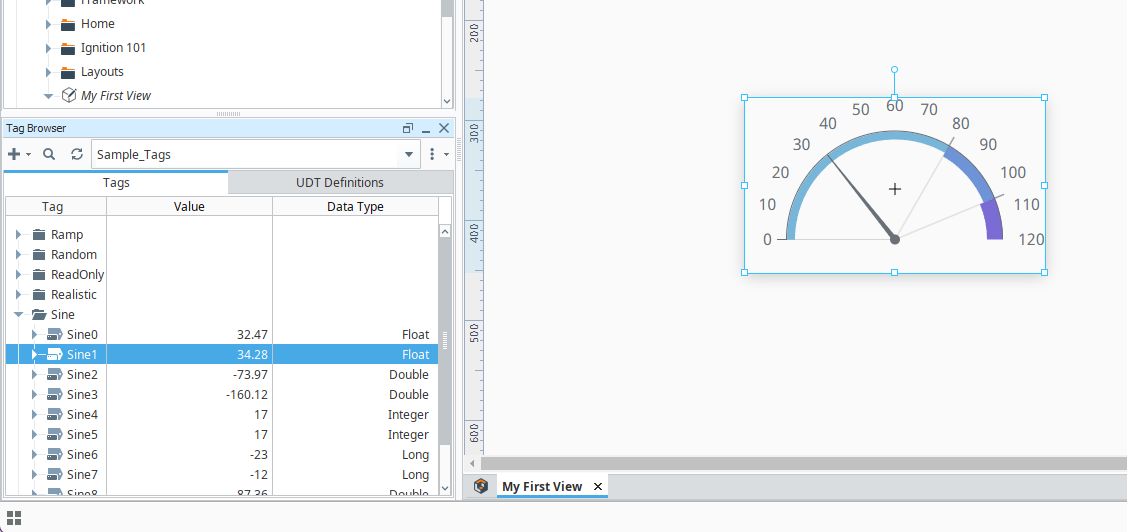 Framework
Home
Ignition 101
Layouts
My First View
Tag Browser
Sample_Tags
Tags UDT Definitions
Tag Value Data Type
Ramp
Random
ReadOnly
Realistic
Sine
Sine0 32.47 Float
Sine1 34.28 Float
Sine2 -73.97 Double
Sine3 -160.12 Double
Sine4 17 Integer
Sine5 17 Integer
Sine6 -23 Long
Sine7 -12 Long
Sine8 87.36 Double
200
300
400
500
600
0
10
20
30
40
50
60
70
80
90
100
110
120
My First View